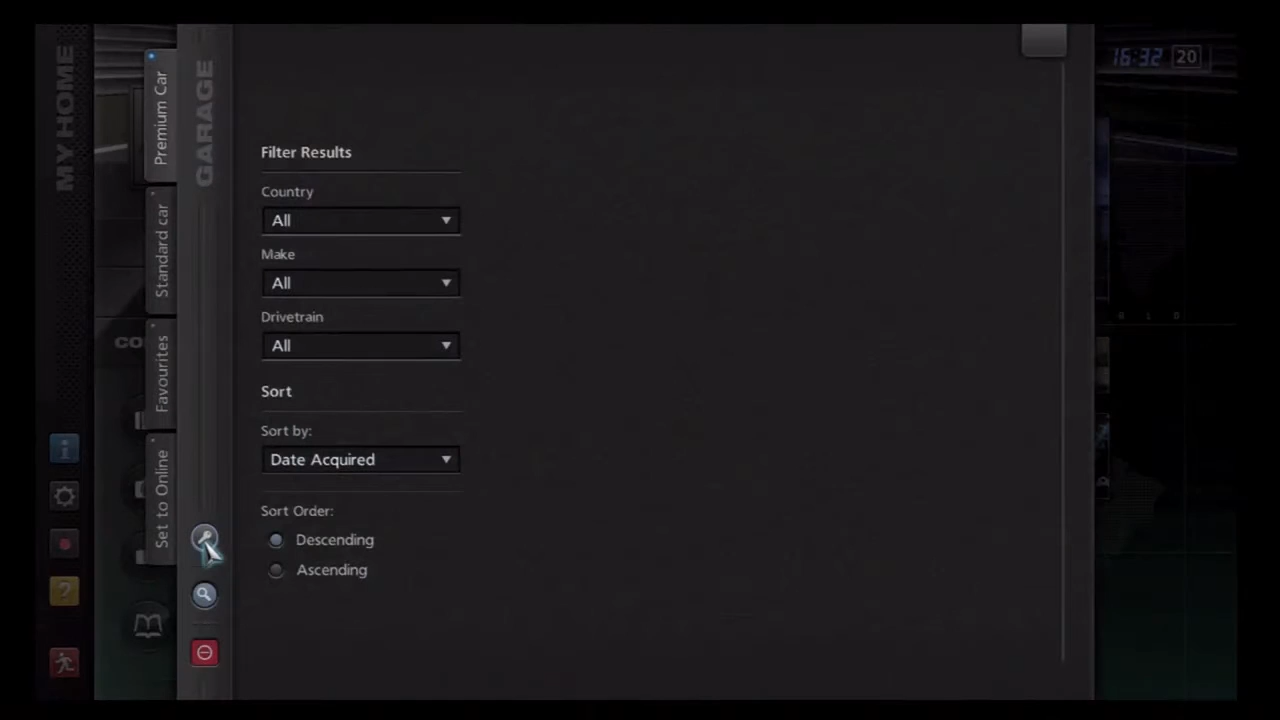 MY HOME
GARAGE
Premium Car
Standard car
Favourites
Set to Online
16:32 20
Filter Results
Country
All
Make
All
Drivetrain
All
Sort
Sort by:
Date Acquired
Sort Order:
Descending
Ascending
CO